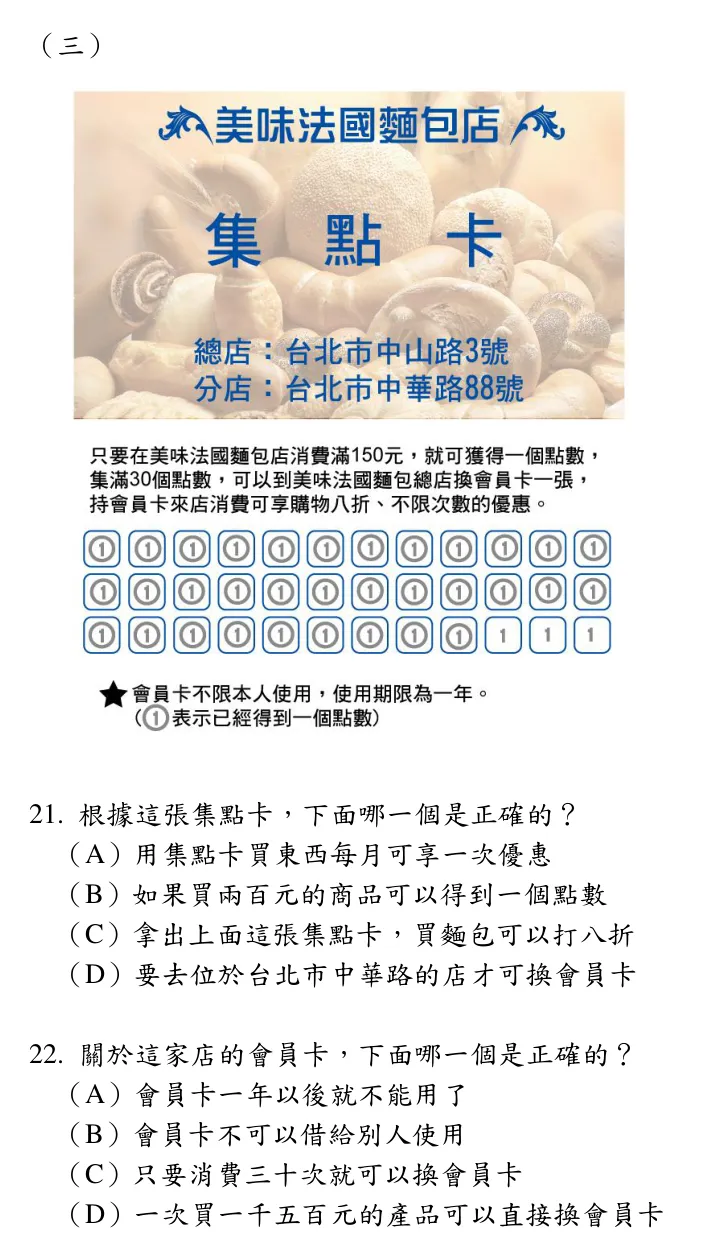 （三）
美味法國麵包店
集 點 卡
總店：台北市中山路3號
分店：台北市中華路88號
只要在美味法國麵包店消費滿150元，就可獲得一個點數，
集滿30個點數，可以到美味法國麵包總店換會員卡一張，
持會員卡來店消費可享購物八折、不限次數的優惠。
① ① ① ① ① ① ① ① ① ① ① ①
① ① ① ① ① ① ① ① ① ① ① ①
① ① ① ① ① ① ① ① ① 1 1 1
★會員卡不限本人使用，使用期限為一年。
(①表示已經得到一個點數)
21. 根據這張集點卡，下面哪一個是正確的？
（A）用集點卡買東西每月可享一次優惠
（B）如果買兩百元的商品可以得到一個點數
（C）拿出上面這張集點卡，買麵包可以打八折
（D）要去位於台北市中華路的店才可換會員卡
22. 關於這家店的會員卡，下面哪一個是正確的？
（A）會員卡一年以後就不能用了
（B）會員卡不可以借給別人使用
（C）只要消費三十次就可以換會員卡
（D）一次買一千五百元的產品可以直接換會員卡